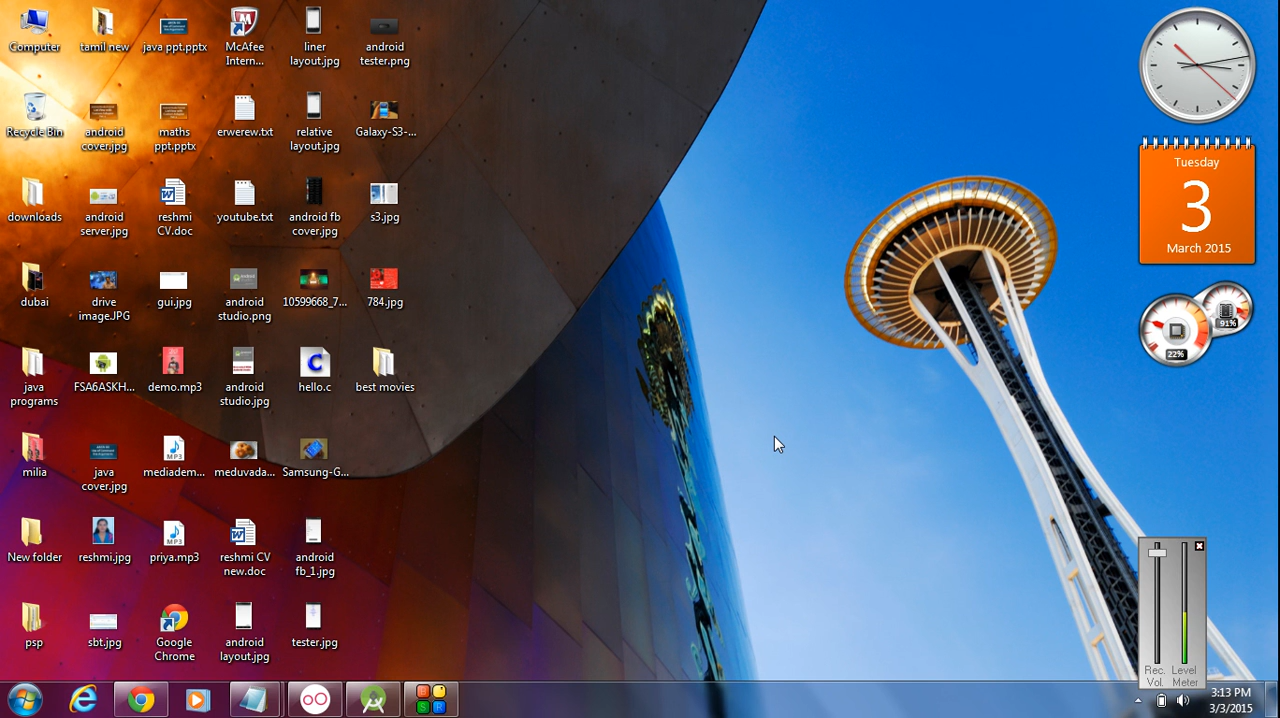 Computer
tamil new
java ppt.pptx
McAfee
Intern...
liner
layout.jpg
android
tester.png
Recycle Bin
android
cover.jpg
maths
ppt.pptx
erwerew.txt
relative
layout.jpg
Galaxy-S3-...
downloads
android
server.jpg
reshmi
CV.doc
youtube.txt
android fb
cover.jpg
s3.jpg
dubai
drive
image.JPG
gui.jpg
android
studio.png
10599668_7...
784.jpg
java
programs
FSA6ASKH...
demo.mp3
android
studio.jpg
hello.c
best movies
milia
java
cover.jpg
MP3
mediadem...
meduvada...
Samsung-G...
New folder
reshmi.jpg
MP3
priya.mp3
reshmi CV
new.doc
android
fb_1.jpg
psp
sbt.jpg
Google
Chrome
android
layout.jpg
tester.jpg
Tuesday
3
March 2015
91%
22%
Rec. Level
Vol. Meter
3:13 PM
3/3/2015